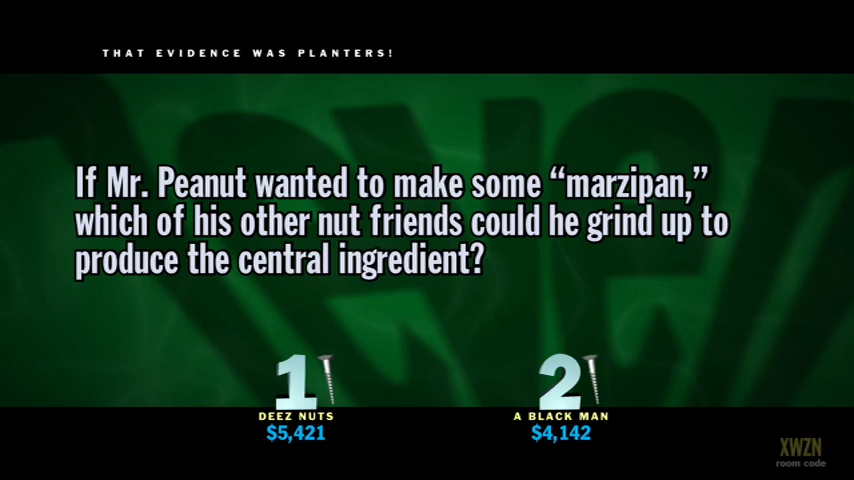 THAT EVIDENCE WAS PLANTERS!
If Mr. Peanut wanted to make some “marzipan,”
which of his other nut friends could he grind up to
produce the central ingredient?
1
DEEZ NUTS
$5,421
2
A BLACK MAN
$4,142
XWZN
room code